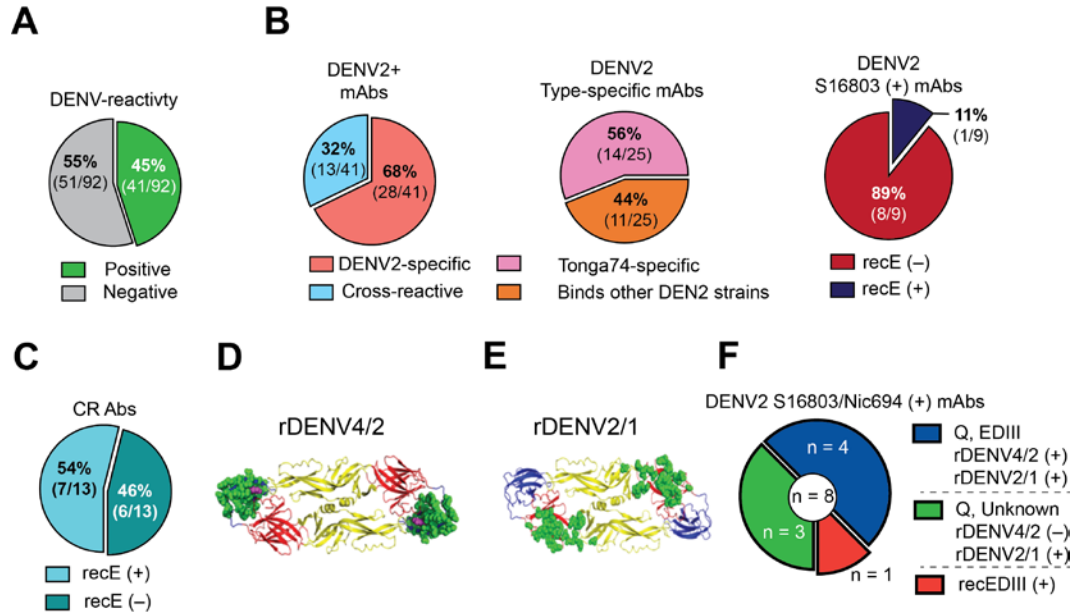 A
DENV-reactivty
55%
(51/92)
45%
(41/92)
Positive
Negative
B
DENV2+
mAbs
32%
(13/41)
68%
(28/41)
DENV2-specific
Cross-reactive
DENV2
Type-specific mAbs
56%
(14/25)
44%
(11/25)
Tonga74-specific
Binds other DEN2 strains
DENV2
S16803 (+) mAbs
11%
(1/9)
89%
(8/9)
recE (–)
recE (+)
C
CR Abs
54%
(7/13)
46%
(6/13)
recE (+)
recE (–)
D
rDENV4/2
E
rDENV2/1
F
DENV2 S16803/Nic694 (+) mAbs
n = 4
n = 8
n = 3
n = 1
Q, EDIII
rDENV4/2 (+)
rDENV2/1 (+)
Q, Unknown
rDENV4/2 (–)
rDENV2/1 (+)
recEDIII (+)